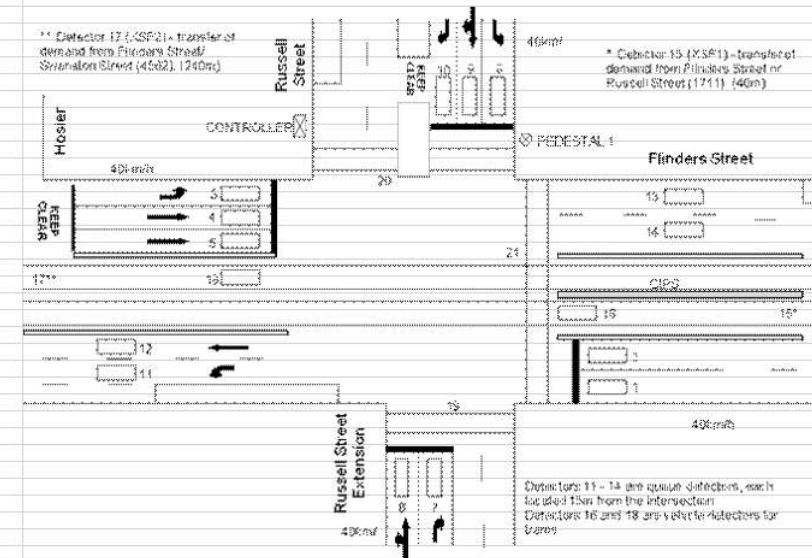 ** Detector 17 (XSF2) - transfer of
demand from Flinders Street/
Swanston Street (4582). (240m)
Russell
Street
KEEP
CLEAR
10
9
40km/
* Detector 15 (XSF1) - transfer of
demand from Flinders Street or
Russell Street (1711). (40m)
Hosier
CONTROLLER
PEDESTAL 1
Flinders Street
40km/h
20
KEEP
CLEAR
3
4
5
13
14
21
17**
CIPS
16
15*
12
11
1
19
40km/h
Russell Street
Extension
8
7
40km/
Detectors 11 - 14 are queue detectors, each
located 15m from the intersection
Detectors 16 and 18 are vehicle detectors for
trams